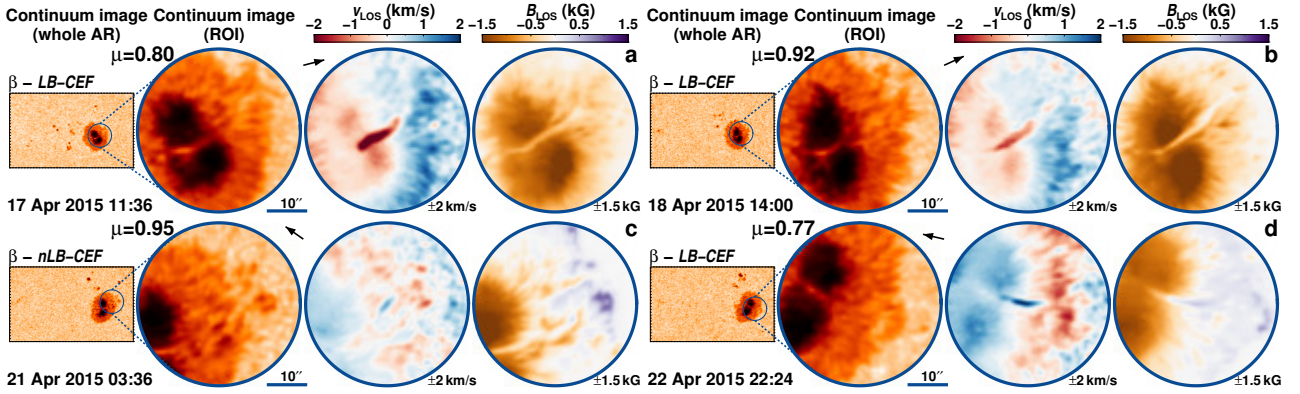 Continuum image
(whole AR)
Continuum image
(ROI)
v_LOS (km/s)
−2 −1 0 1 2
B_LOS (kG)
−1.5 −0.5 0.5 1.5
μ=0.80
a
β − LB−CEF
17 Apr 2015 11:36
10″
±2 km/s
±1.5 kG
Continuum image
(whole AR)
Continuum image
(ROI)
v_LOS (km/s)
−2 −1 0 1 2
B_LOS (kG)
−1.5 −0.5 0.5 1.5
μ=0.92
b
β − LB−CEF
18 Apr 2015 14:00
10″
±2 km/s
±1.5 kG
μ=0.95
c
β − nLB−CEF
21 Apr 2015 03:36
10″
±2 km/s
±1.5 kG
μ=0.77
d
β − LB−CEF
22 Apr 2015 22:24
10″
±2 km/s
±1.5 kG